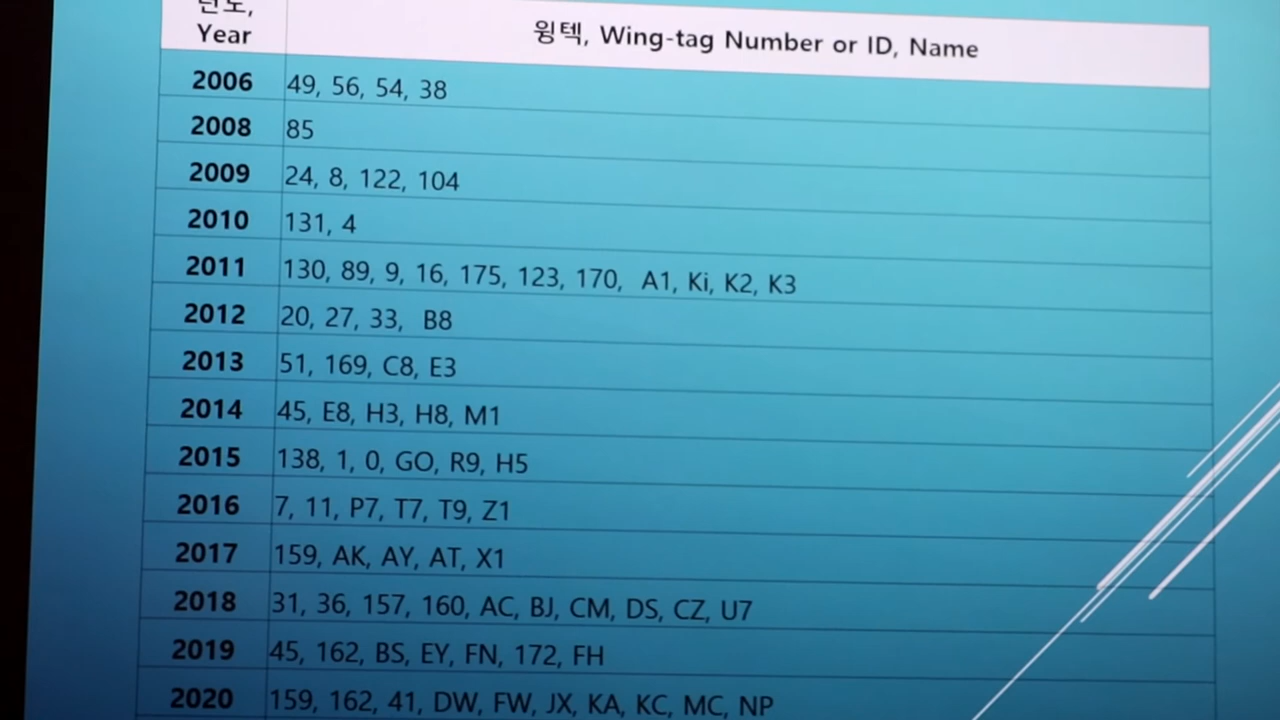 년도,
Year
윙텍, Wing-tag Number or ID, Name
2006 49, 56, 54, 38
2008 85
2009 24, 8, 122, 104
2010 131, 4
2011 130, 89, 9, 16, 175, 123, 170, A1, Ki, K2, K3
2012 20, 27, 33, B8
2013 51, 169, C8, E3
2014 45, E8, H3, H8, M1
2015 138, 1, 0, GO, R9, H5
2016 7, 11, P7, T7, T9, Z1
2017 159, AK, AY, AT, X1
2018 31, 36, 157, 160, AC, BJ, CM, DS, CZ, U7
2019 45, 162, BS, EY, FN, 172, FH
2020 159, 162, 41, DW, FW, JX, KA, KC, MC, NP